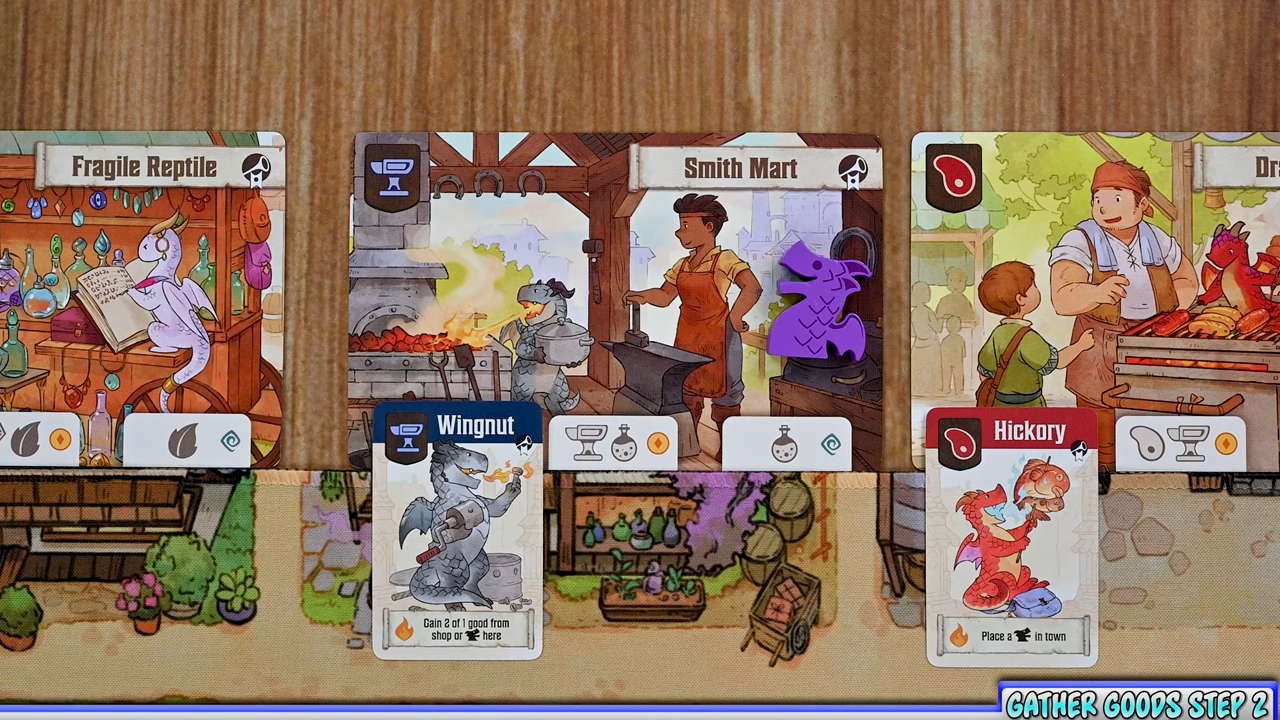 Fragile Reptile
Smith Mart
Wingnut
Gain 2 of 1 good from
shop or here
Hickory
Place a in town
GATHER GOODS STEP 2